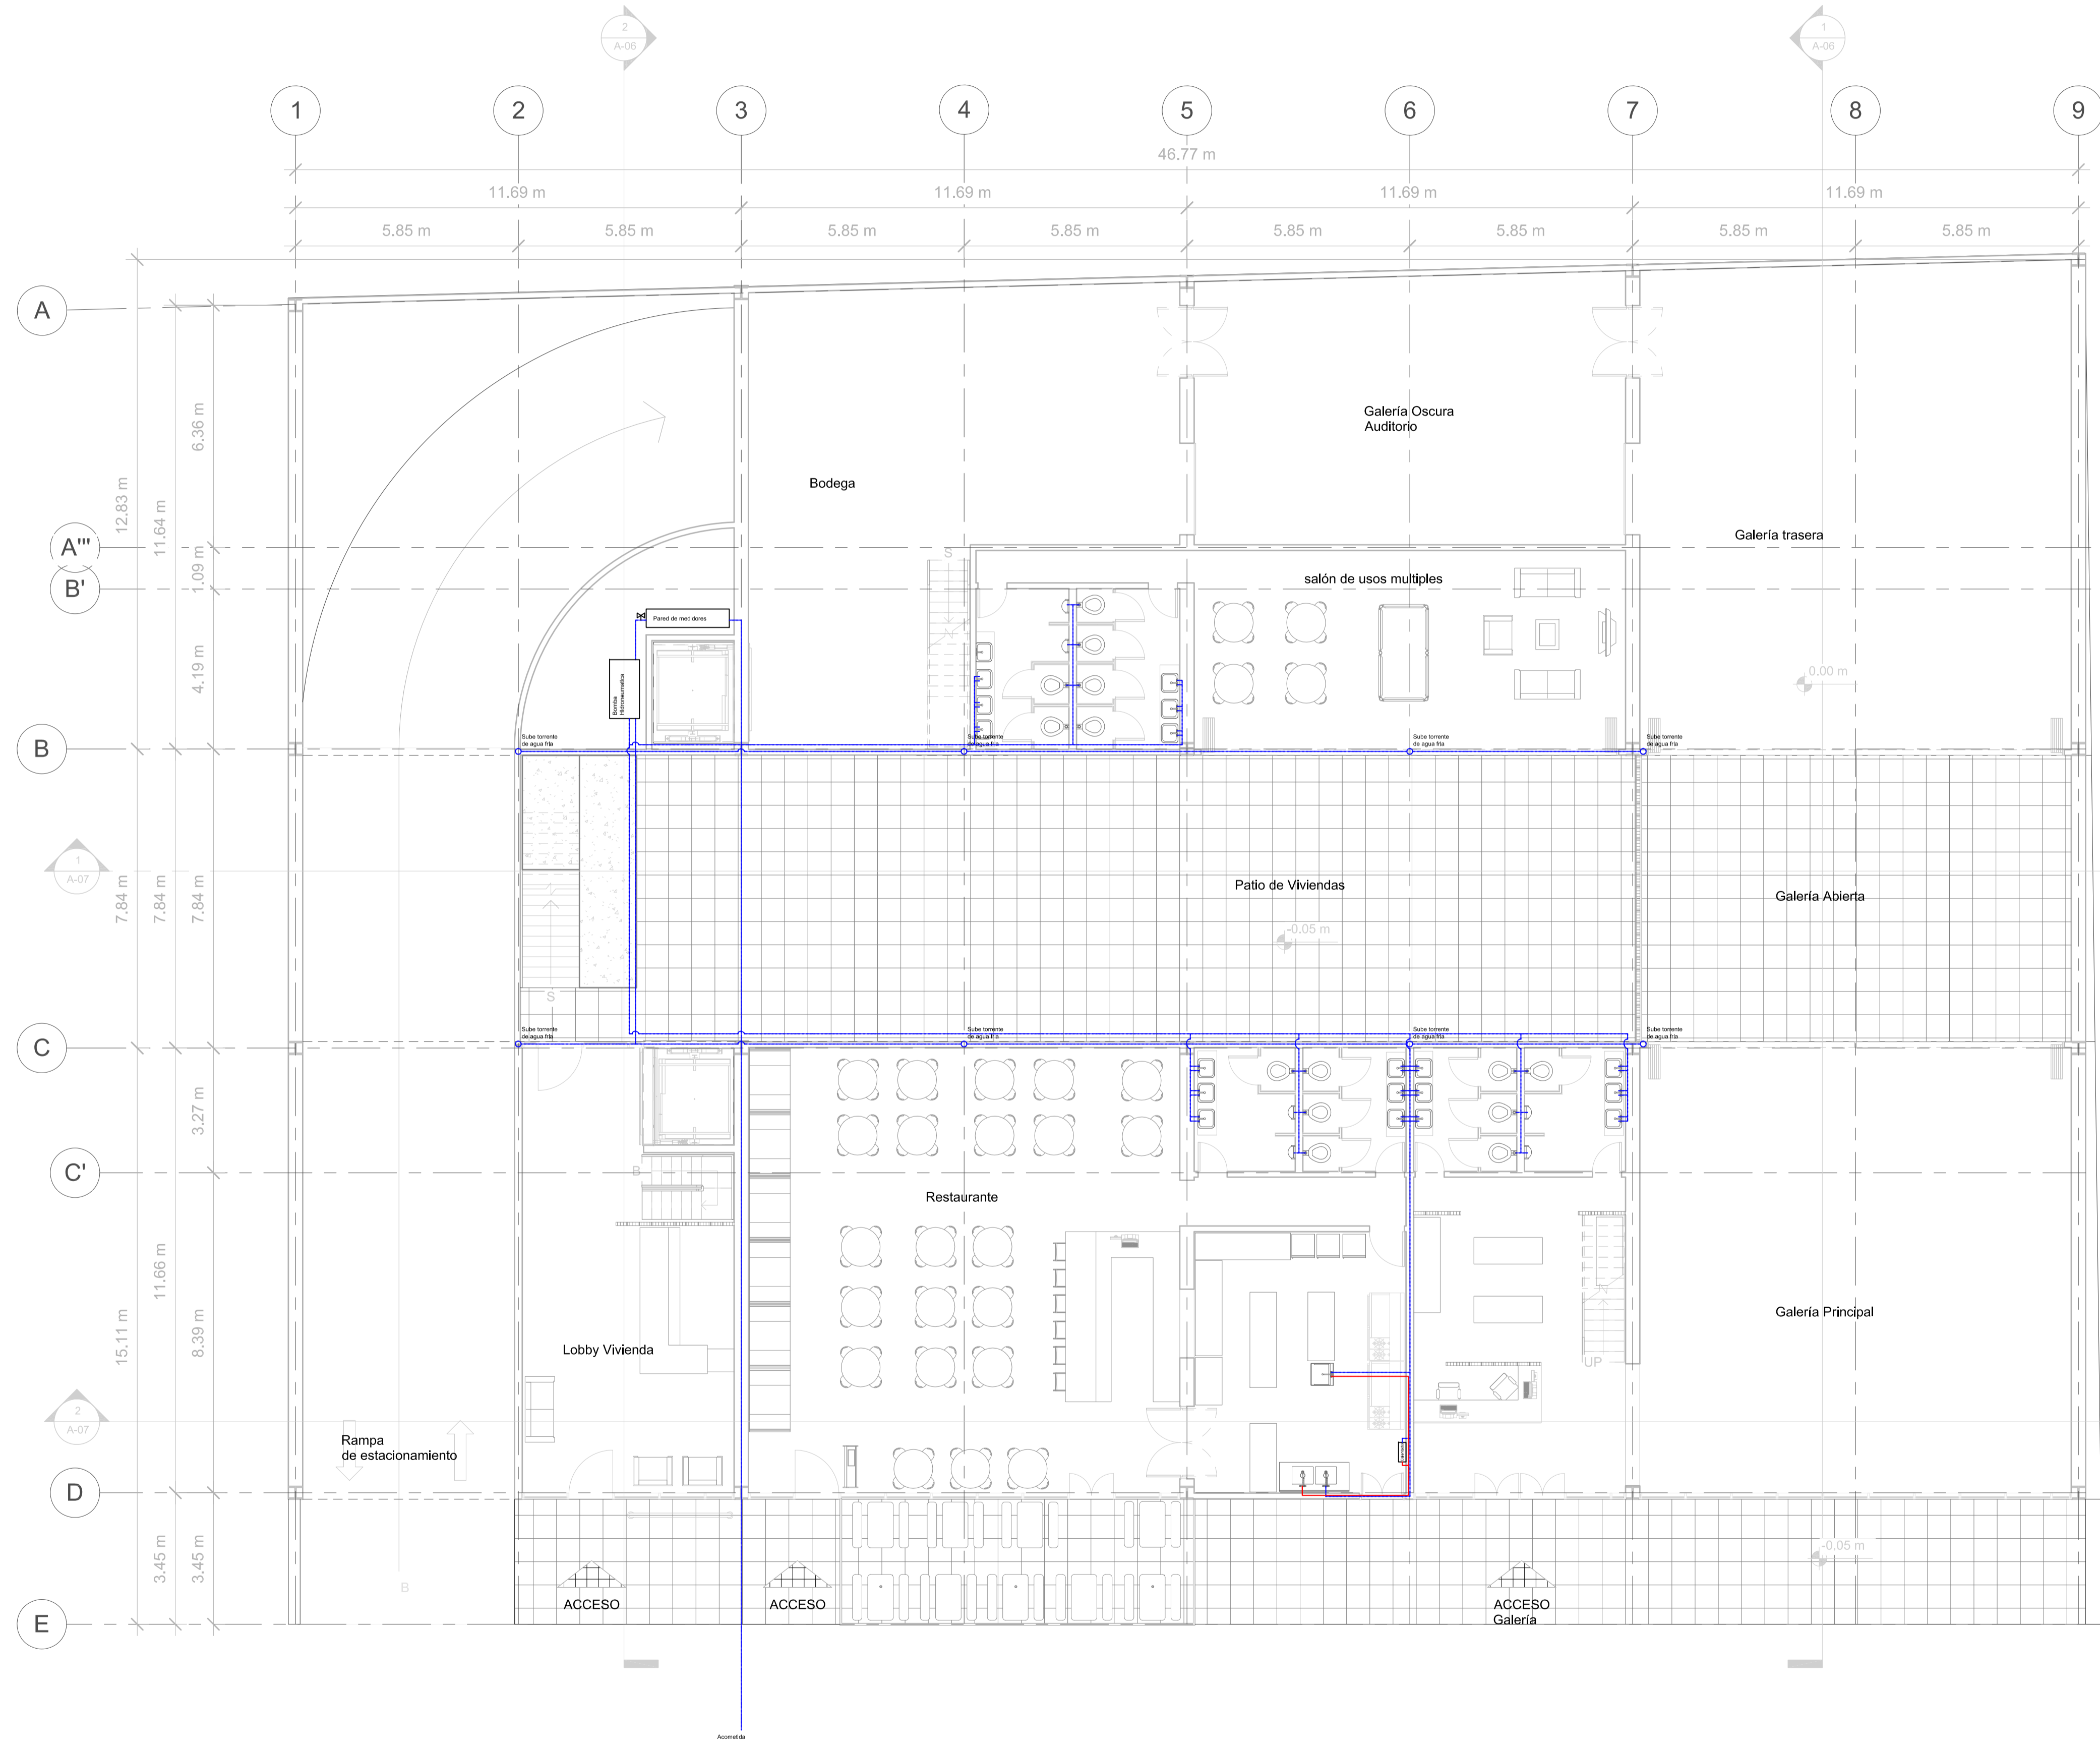 2
A-06
1
A-06
1
2
3
4
5
6
7
8
9
46.77 m
11.69 m
11.69 m
11.69 m
11.69 m
5.85 m
5.85 m
5.85 m
5.85 m
5.85 m
5.85 m
5.85 m
5.85 m
A
A'''
B'
B
C
C'
D
E
12.83 m
11.64 m
6.36 m
1.09 m
4.19 m
7.84 m
7.84 m
7.84 m
15.11 m
11.66 m
3.27 m
8.39 m
3.45 m
3.45 m
1
A-07
2
A-07
Galería Oscura
Auditorio
Bodega
Galería trasera
S
N
salón de usos multiples
Pared de medidores
Bomba
Hidroneumatica
0.00 m
Sube torrente
de agua fría
Sube torrente
de agua fría
Sube torrente
de agua fría
Sube torrente
de agua fría
Patio de Viviendas
Galería Abierta
-0.05 m
S
Sube torrente
de agua fría
Sube torrente
de agua fría
Sube torrente
de agua fría
Sube torrente
de agua fría
B
Restaurante
Lobby Vivienda
Galería Principal
N
UP
Rampa
de estacionamiento
B
-0.05 m
ACCESO
ACCESO
ACCESO
Galería
Acometida